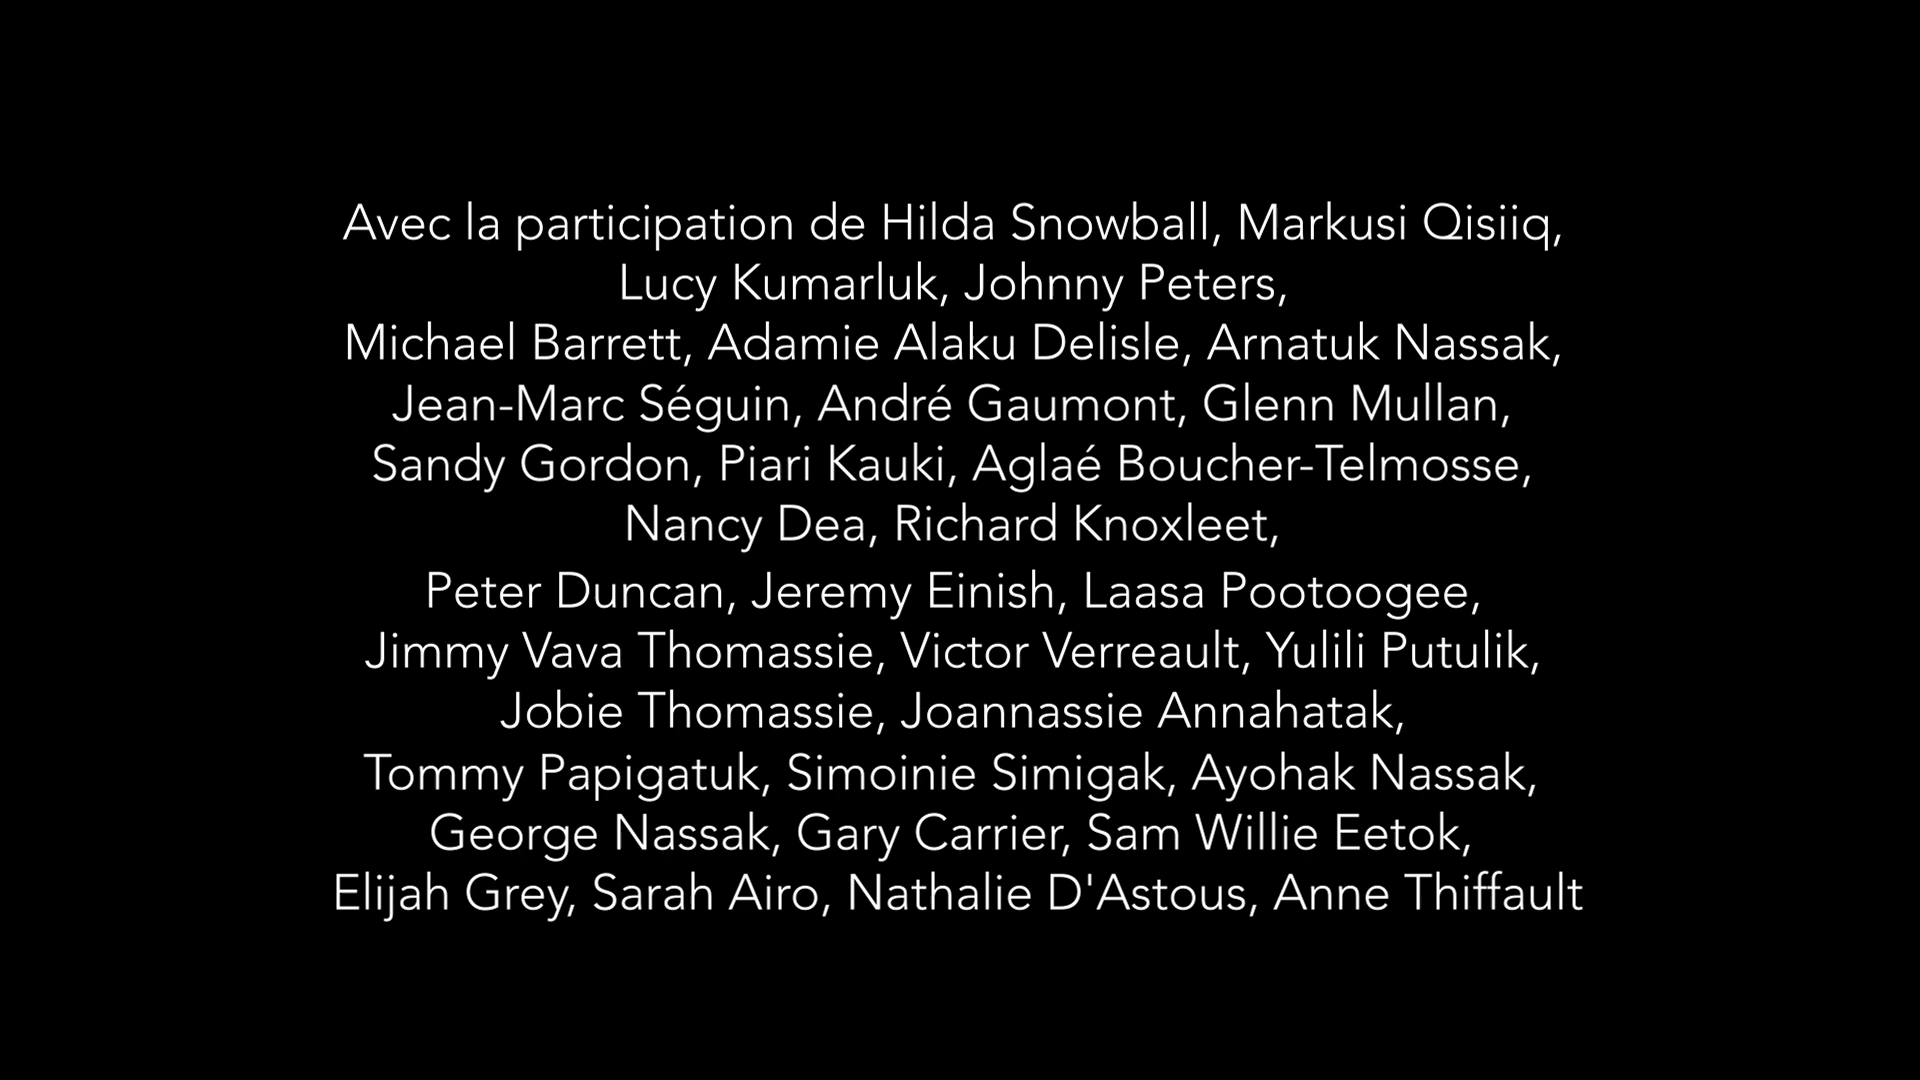 Avec la participation de Hilda Snowball, Markusi Qisiiq,
Lucy Kumarluk, Johnny Peters,
Michael Barrett, Adamie Alaku Delisle, Arnatuk Nassak,
Jean-Marc Séguin, André Gaumont, Glenn Mullan,
Sandy Gordon, Piari Kauki, Aglaé Boucher-Telmosse,
Nancy Dea, Richard Knoxleet,
Peter Duncan, Jeremy Einish, Laasa Pootoogee,
Jimmy Vava Thomassie, Victor Verreault, Yulili Putulik,
Jobie Thomassie, Joannassie Annahatak,
Tommy Papigatuk, Simoinie Simigak, Ayohak Nassak,
George Nassak, Gary Carrier, Sam Willie Eetok,
Elijah Grey, Sarah Airo, Nathalie D'Astous, Anne Thiffault